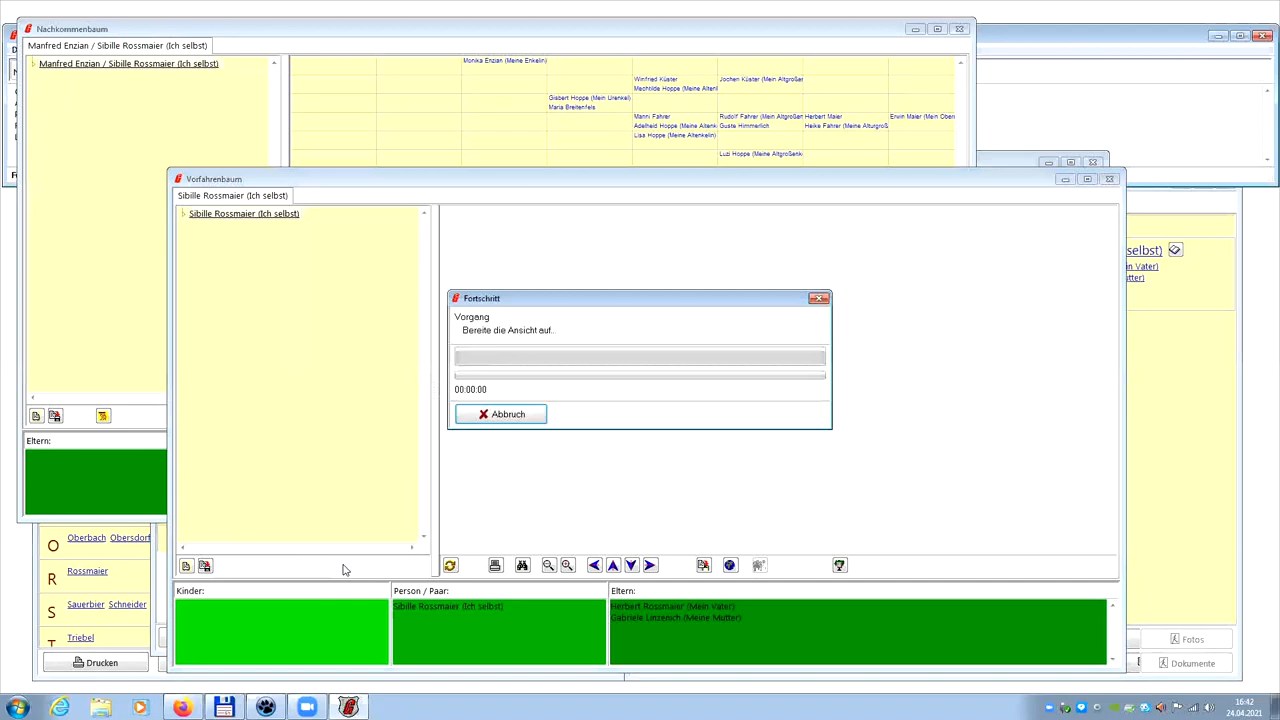 Nachkommenbaum
Manfred Enzian / Sibille Rossmaier (Ich selbst)
Manfred Enzian / Sibille Rossmaier (Ich selbst)
Monika Enzian (Meine Enkelin)
Winfried Küster
Jochen Küster (Mein Altgroßer
Mechtilde Hoppe (Meine Altenl
Gisbert Hoppe (Mein Urenkel)
Maria Breitenfels
Manni Fahrer
Rudolf Fahrer (Mein Altgroßen
Herbert Maier
Erwin Maier (Mein Oben
Adelheid Hoppe (Meine Altenk
Guste Himmerlich
Heike Fahrer (Meine Alturgroß
Lisa Hoppe (Meine Altenkelin)
Luzi Hoppe (Meine Altgroßenk
Vorfahrenbaum
Sibille Rossmaier (Ich selbst)
Sibille Rossmaier (Ich selbst)
selbst)
in Vater)
utter)
Fortschritt
Vorgang
Bereite die Ansicht auf...
00:00:00
Abbruch
Eltern:
O Oberbach Obersdorf
R Rossmaier
S Sauerbier Schneider
T Triebel
Drucken
Kinder:
Person / Paar:
Sibille Rossmaier (Ich selbst)
Eltern:
Herbert Rossmaier (Mein Vater)
Gabriele Linzenich (Meine Mutter)
Fotos
Dokumente
16:42
24.04.2021